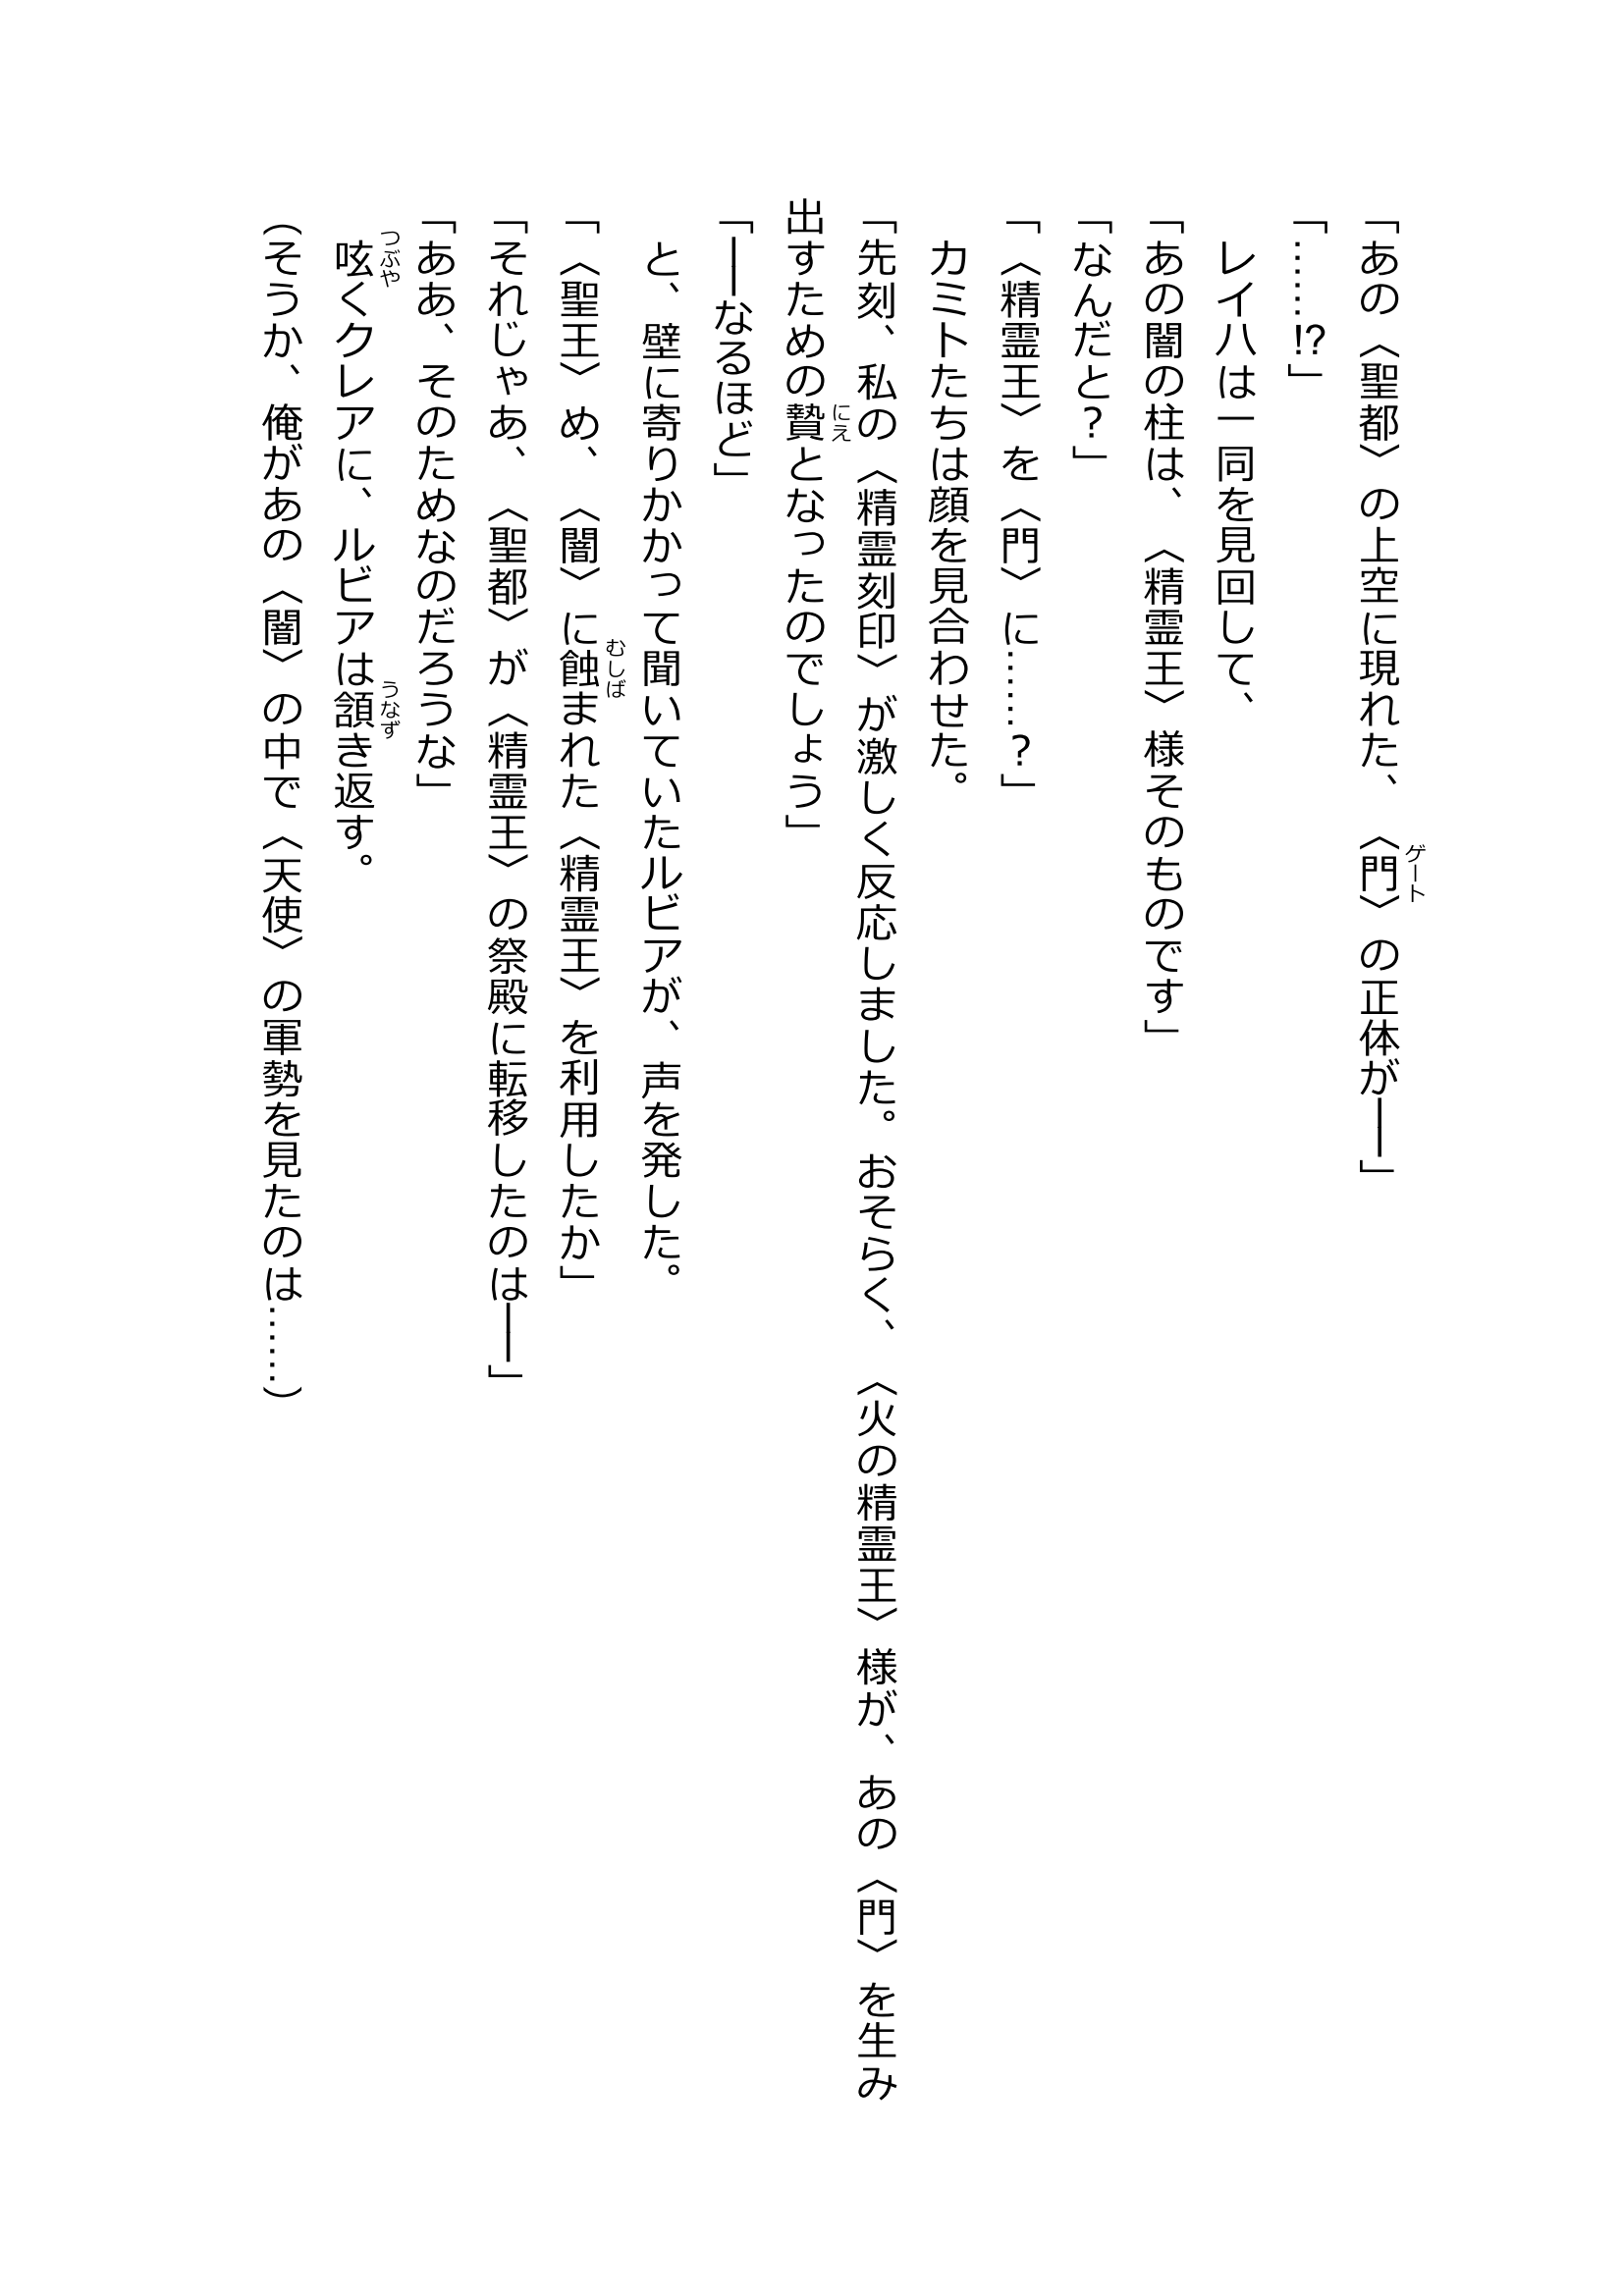 「あの〈聖都〉の上空に現れた、〈門〉の正体が――」
ゲート
「……⁉」
　レイハは一同を見回して、
「あの闇の柱は、〈精霊王〉様そのものです」
「なんだと？」
「〈精霊王〉を〈門〉に……？」
　カミトたちは顔を見合わせた。
「先刻、私の〈精霊刻印〉が激しく反応しました。おそらく、〈火の精霊王〉様が、あの〈門〉を生み
出すための贄となったのでしょう」
にえ
「――なるほど」
　と、壁に寄りかかって聞いていたルビアが、声を発した。
「〈聖王〉め、〈闇〉に蝕まれた〈精霊王〉を利用したか」
むしば
「それじゃあ、〈聖都〉が〈精霊王〉の祭殿に転移したのは――」
「ああ、そのためなのだろうな」
　呟くクレアに、ルビアは頷き返す。
つぶや
うなず
（そうか、俺があの〈闇〉の中で〈天使〉の軍勢を見たのは……）